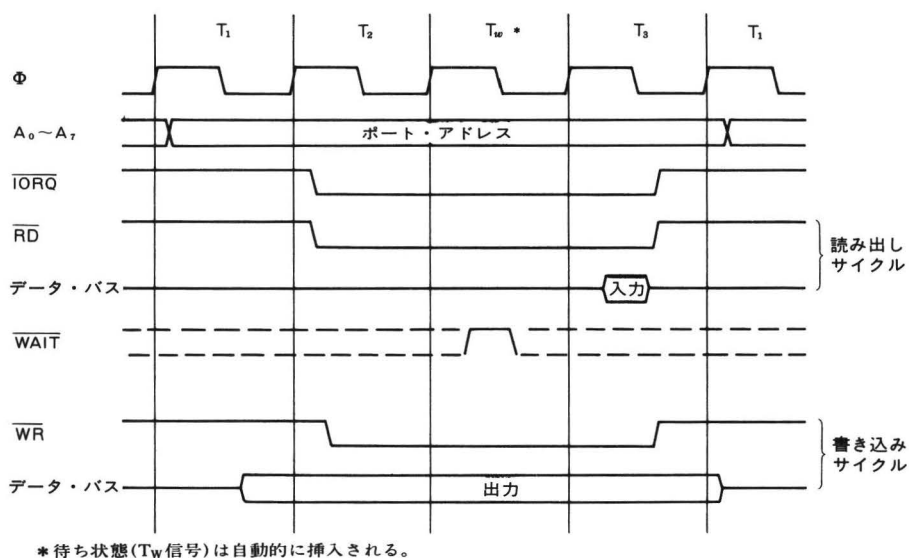 T₁ T₂ Tw * T₃ T₁
Φ
A₀〜A₇ ポート・アドレス
IORQ
RD
読み出し
サイクル
データ・バス 入力
WAIT
WR
書き込み
サイクル
データ・バス 出力
*待ち状態(Tw信号)は自動的に挿入される。